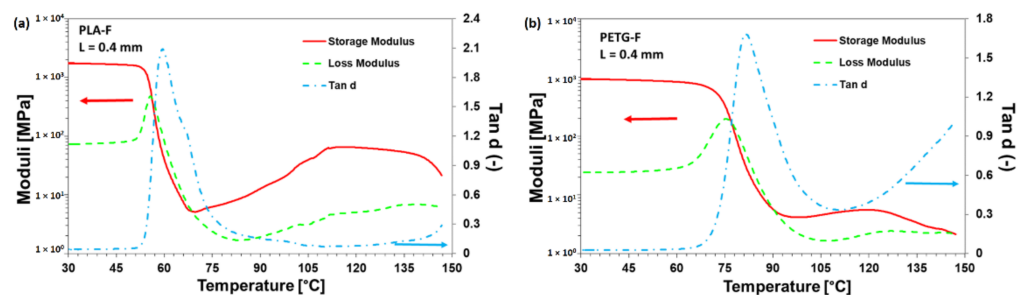 (a)
PLA-F
L = 0.4 mm
Storage Modulus
Loss Modulus
Tan d
Moduli [MPa]
1 × 10⁴
1 × 10³
1 × 10²
1 × 10¹
1 × 10⁰
2.4
2.1
1.8
1.5
1.2
0.9
0.6
0.3
0
Tan d (-)
30 45 60 75 90 105 120 135 150
Temperature [°C]
(b)
PETG-F
L = 0.4 mm
Storage Modulus
Loss Modulus
Tan d
Moduli [MPa]
1 × 10⁴
1 × 10³
1 × 10²
1 × 10¹
1 × 10⁰
1.8
1.5
1.2
0.9
0.6
0.3
0
Tan d (-)
30 45 60 75 90 105 120 135 150
Temperature [°C]